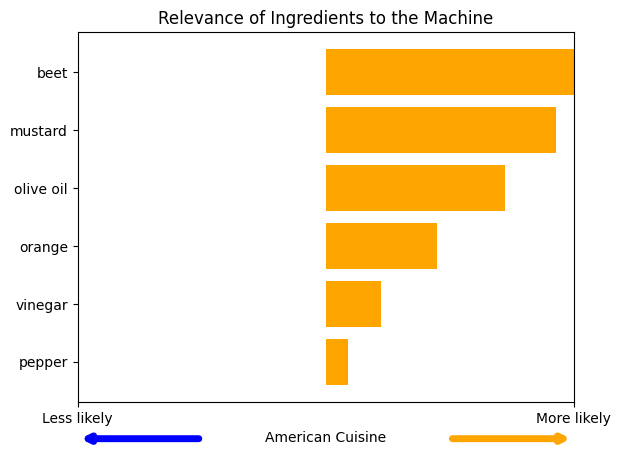 Relevance of Ingredients to the Machine
beet
mustard
olive oil
orange
vinegar
pepper
Less likely
More likely
American Cuisine